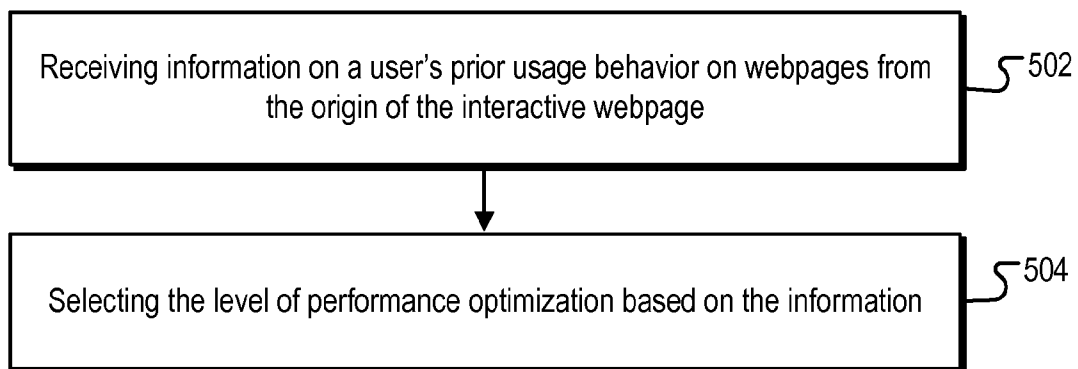 Receiving information on a user's prior usage behavior on webpages from
the origin of the interactive webpage
502
Selecting the level of performance optimization based on the information
504